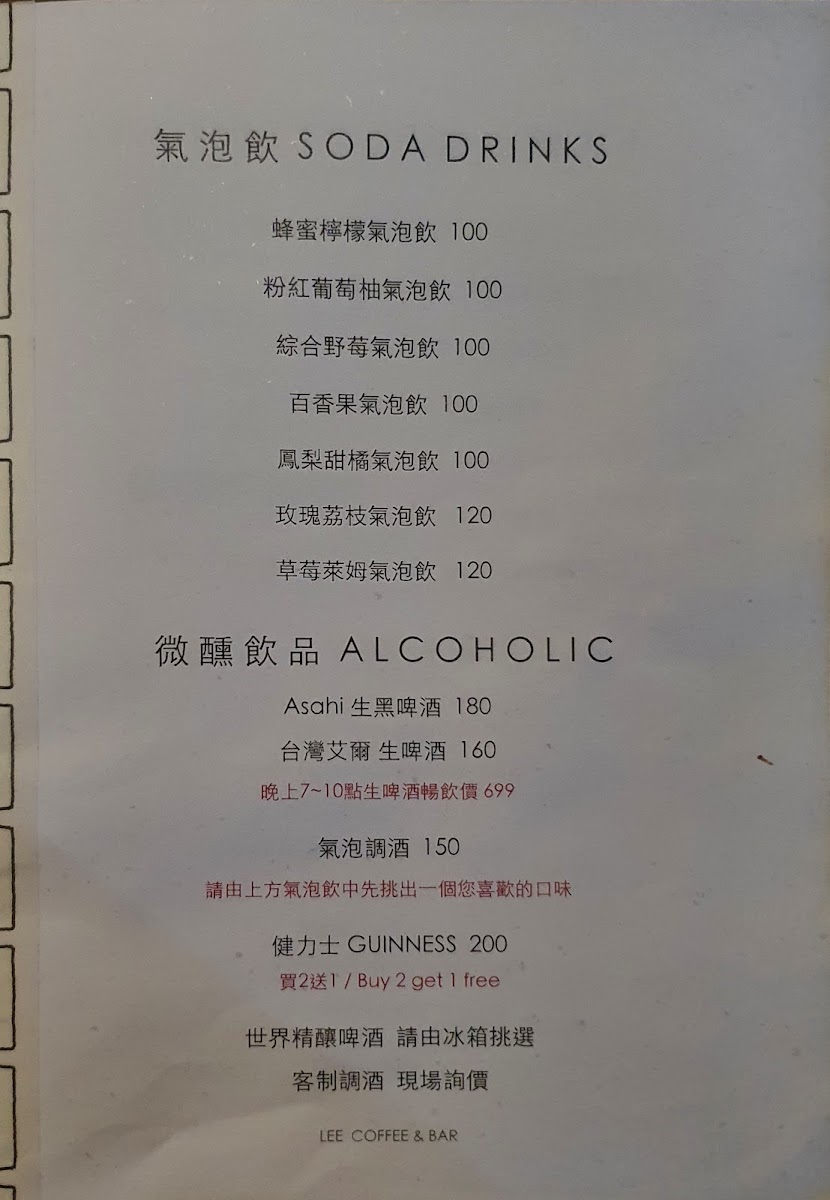 氣泡飲 SODA DRINKS
蜂蜜檸檬氣泡飲 100
粉紅葡萄柚氣泡飲 100
綜合野莓氣泡飲 100
百香果氣泡飲 100
鳳梨甜橘氣泡飲 100
玫瑰荔枝氣泡飲 120
草莓萊姆氣泡飲 120
微醺飲品 ALCOHOLIC
Asahi 生黑啤酒 180
台灣艾爾 生啤酒 160
晚上7~10點生啤酒暢飲價 699
氣泡調酒 150
請由上方氣泡飲中先挑出一個您喜歡的口味
健力士 GUINNESS 200
買2送1 / Buy 2 get 1 free
世界精釀啤酒 請由冰箱挑選
客制調酒 現場詢價
LEE COFFEE & BAR